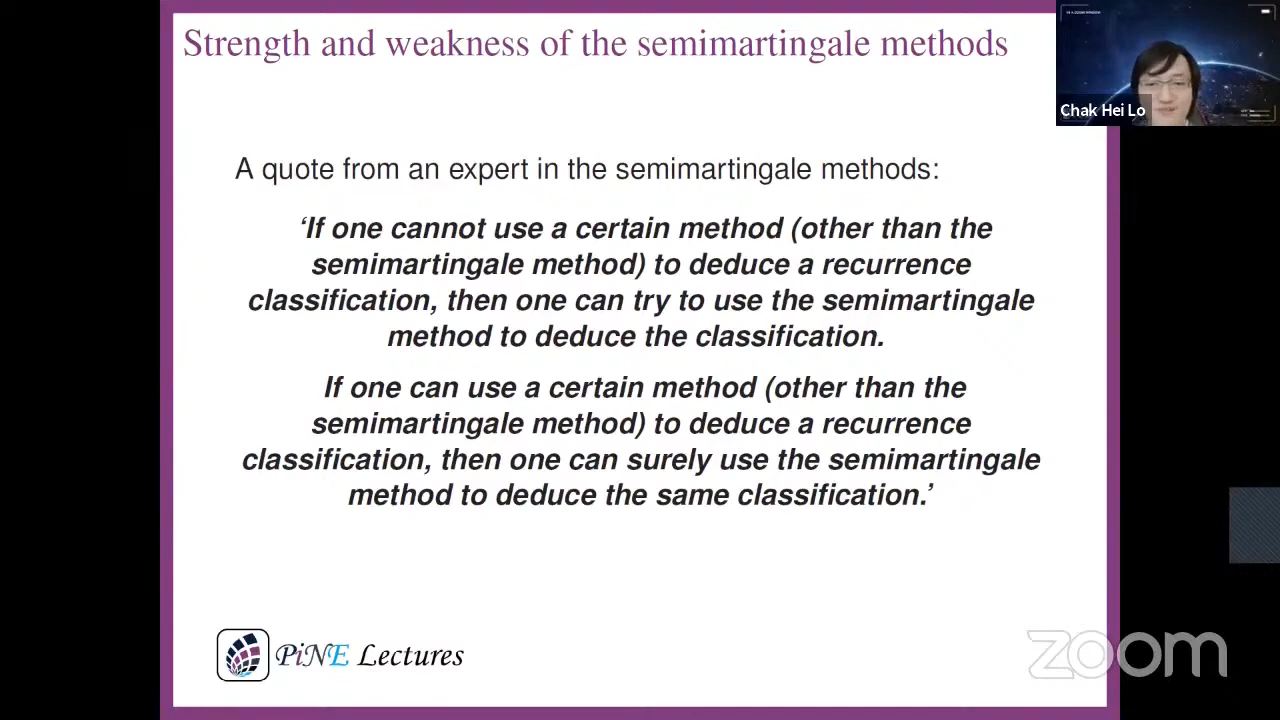 Strength and weakness of the semimartingale methods
Chak Hei Lo
A quote from an expert in the semimartingale methods:
‘If one cannot use a certain method (other than the
semimartingale method) to deduce a recurrence
classification, then one can try to use the semimartingale
method to deduce the classification.
If one can use a certain method (other than the
semimartingale method) to deduce a recurrence
classification, then one can surely use the semimartingale
method to deduce the same classification.’
PiNE Lectures
zoom